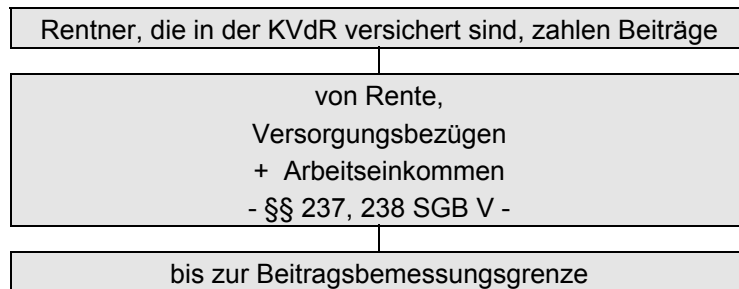 Rentner, die in der KVdR versichert sind, zahlen Beiträge
von Rente,
Versorgungsbezügen
+ Arbeitseinkommen
- §§ 237, 238 SGB V -
bis zur Beitragsbemessungsgrenze